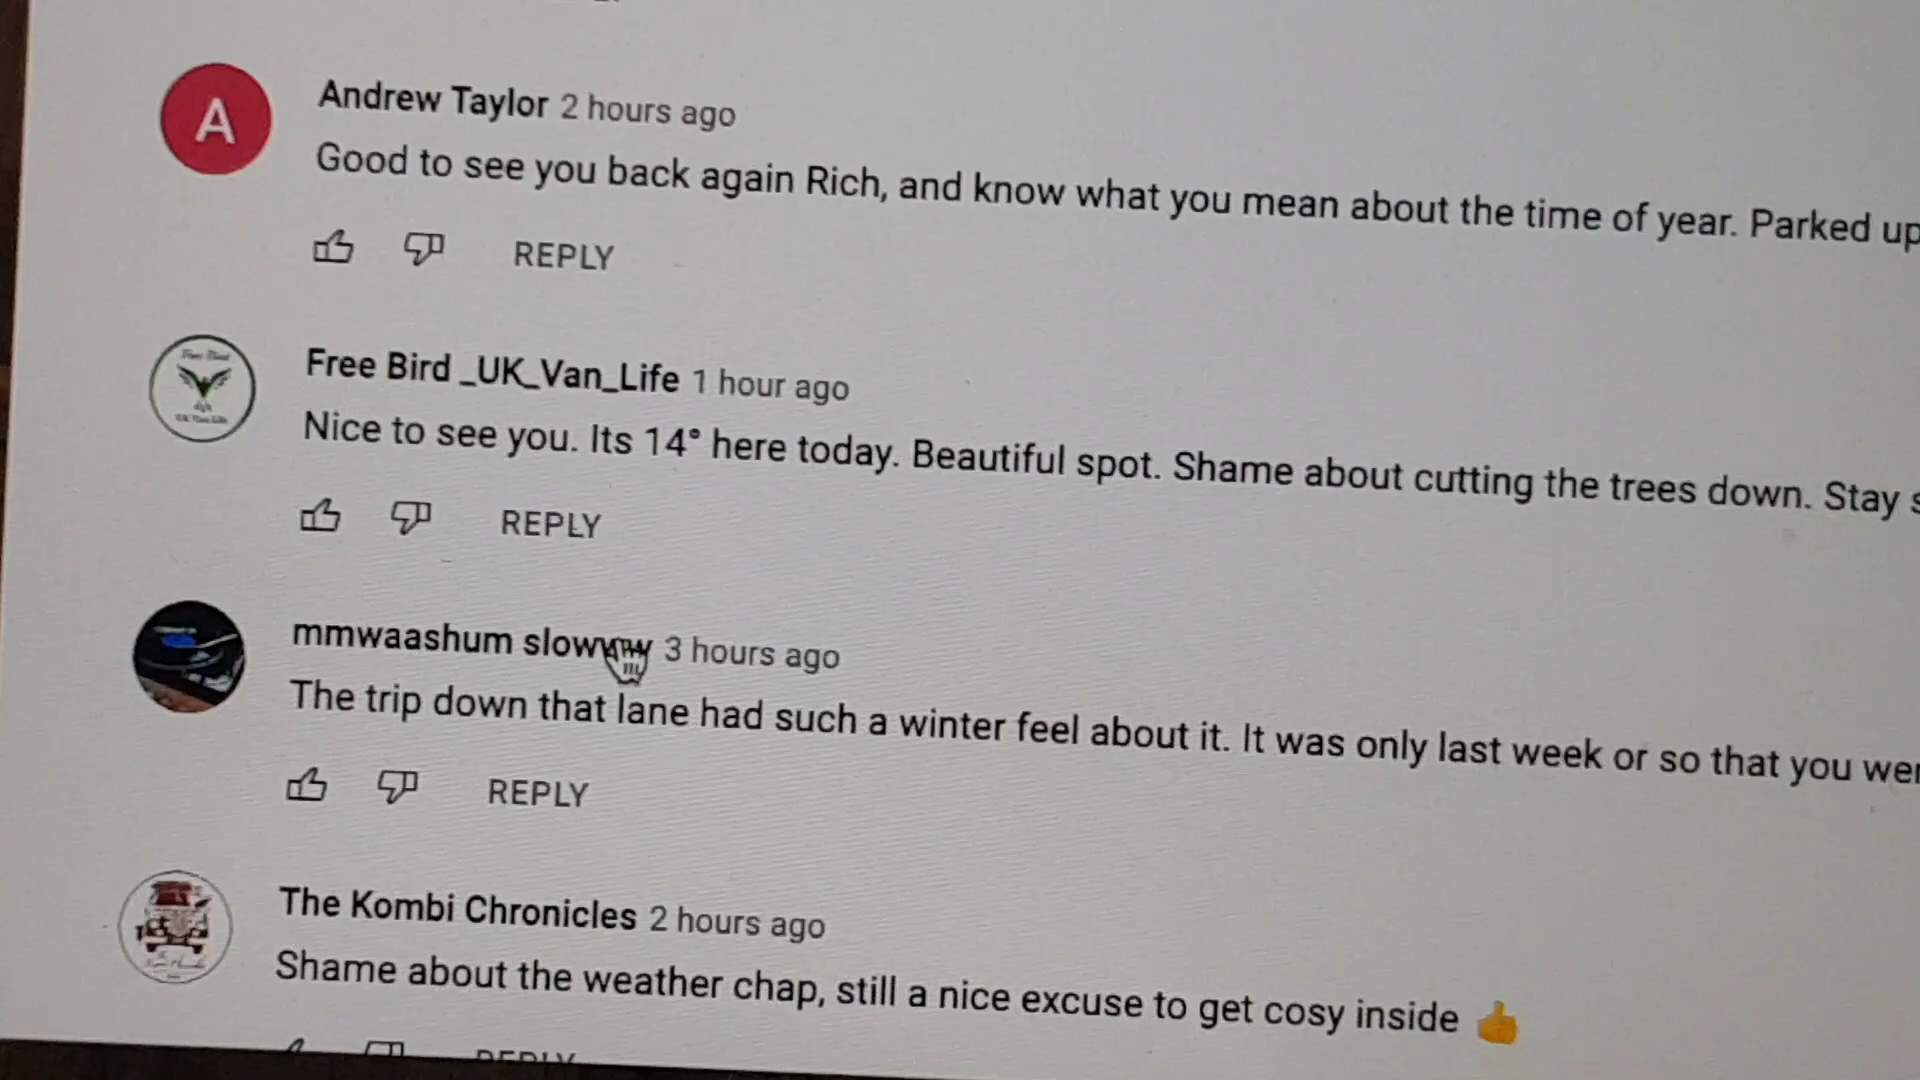 A
Andrew Taylor 2 hours ago
Good to see you back again Rich, and know what you mean about the time of year. Parked up
REPLY
Free Bird _UK_Van_Life 1 hour ago
Nice to see you. Its 14° here today. Beautiful spot. Shame about cutting the trees down. Stay s
REPLY
mmwaashum 3 hours ago
The trip down that lane had such a winter feel about it. It was only last week or so that you wer
REPLY
The Kombi Chronicles 2 hours ago
Shame about the weather chap, still a nice excuse to get cosy inside 👍
REPLY